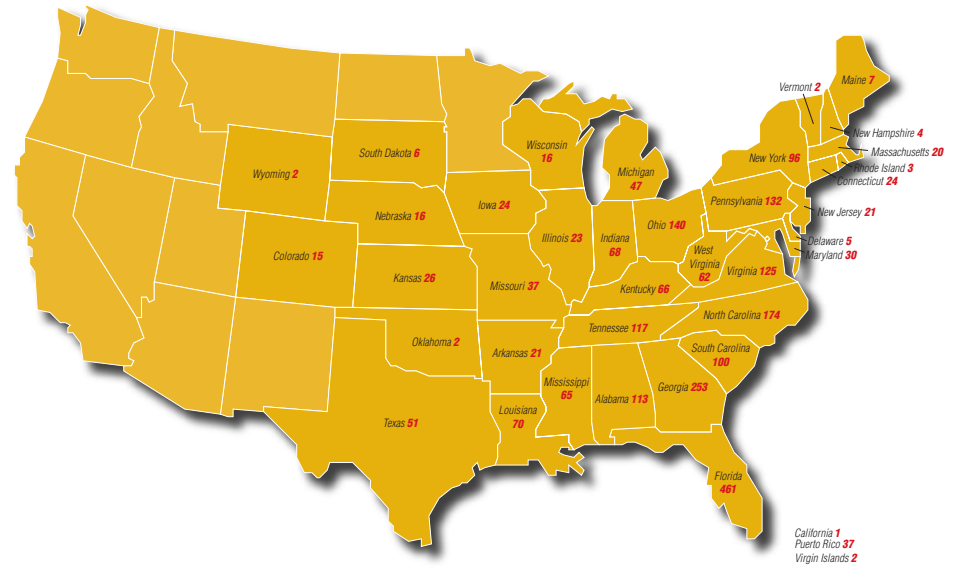 Maine 7
Vermont 2
New Hampshire 4
Massachusetts 20
New York 96
Rhode Island 3
Connecticut 24
Wisconsin
16
South Dakota 6
Michigan
47
Wyoming 2
Pennsylvania 132
Iowa 24
Nebraska 16
New Jersey 21
Ohio 140
Illinois 23
Indiana
68
Delaware 5
Maryland 30
West
Virginia
62
Virginia 125
Colorado 15
Kansas 26
Missouri 37
Kentucky 66
North Carolina 174
Tennessee 117
Oklahoma 2
Arkansas 21
South Carolina
100
Mississippi
65
Alabama 113
Georgia 253
Louisiana
70
Texas 51
Florida
461
California 1
Puerto Rico 37
Virgin Islands 2